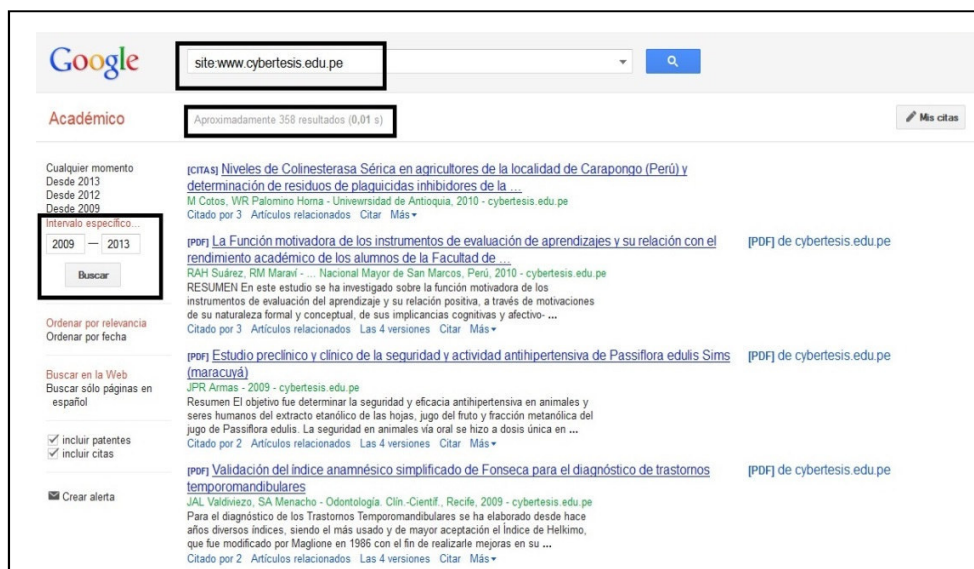 Google
site:www.cybertesis.edu.pe
Académico
Aproximadamente 358 resultados (0,01 s)
Mis citas
Cualquier momento
Desde 2013
Desde 2012
Desde 2009
Intervalo específico...
2009 — 2013
Buscar
Ordenar por relevancia
Ordenar por fecha
Buscar en la Web
Buscar sólo páginas en
español
incluir patentes
incluir citas
Crear alerta
[CITAS] Niveles de Colinesterasa Sérica en agricultores de la localidad de Carapongo (Perú) y
determinación de residuos de plaguicidas inhibidores de la ...
M Cotos, WR Palomino Horna - Univewrsidad de Antioquia, 2010 - cybertesis.edu.pe
Citado por 3 Artículos relacionados Citar Más
[PDF] La Función motivadora de los instrumentos de evaluación de aprendizajes y su relación con el
rendimiento académico de los alumnos de la Facultad de ...
RAH Suárez, RM Maraví - ... Nacional Mayor de San Marcos, Perú, 2010 - cybertesis.edu.pe
RESUMEN En este estudio se ha investigado sobre la función motivadora de los
instrumentos de evaluación del aprendizaje y su relación positiva, a través de motivaciones
de su naturaleza formal y conceptual, de sus implicancias cognitivas y afectivo- ...
Citado por 3 Artículos relacionados Las 4 versiones Citar Más
[PDF] de cybertesis.edu.pe
[PDF] Estudio preclínico y clínico de la seguridad y actividad antihipertensiva de Passiflora edulis Sims
(maracuyá)
JPR Armas - 2009 - cybertesis.edu.pe
Resumen El objetivo fue determinar la seguridad y eficacia antihipertensiva en animales y
seres humanos del extracto etanólico de las hojas, jugo del fruto y fracción metanólica del
jugo de Passiflora edulis. La seguridad en animales vía oral se hizo a dosis única en ...
Citado por 2 Artículos relacionados Las 4 versiones Citar Más
[PDF] de cybertesis.edu.pe
[PDF] Validación del índice anamnésico simplificado de Fonseca para el diagnóstico de trastornos
temporomandibulares
JAL Valdiviezo, SA Menacho - Odontología. Clín.-Científ., Recife, 2009 - cybertesis.edu.pe
Para el diagnóstico de los Trastornos Temporomandibulares se ha elaborado desde hace
años diversos índices, siendo el más usado y de mayor aceptación el Índice de Helkimo,
que fue modificado por Maglione en 1986 con el fin de realizarle mejoras en su ...
Citado por 2 Artículos relacionados Las 4 versiones Citar Más
[PDF] de cybertesis.edu.pe